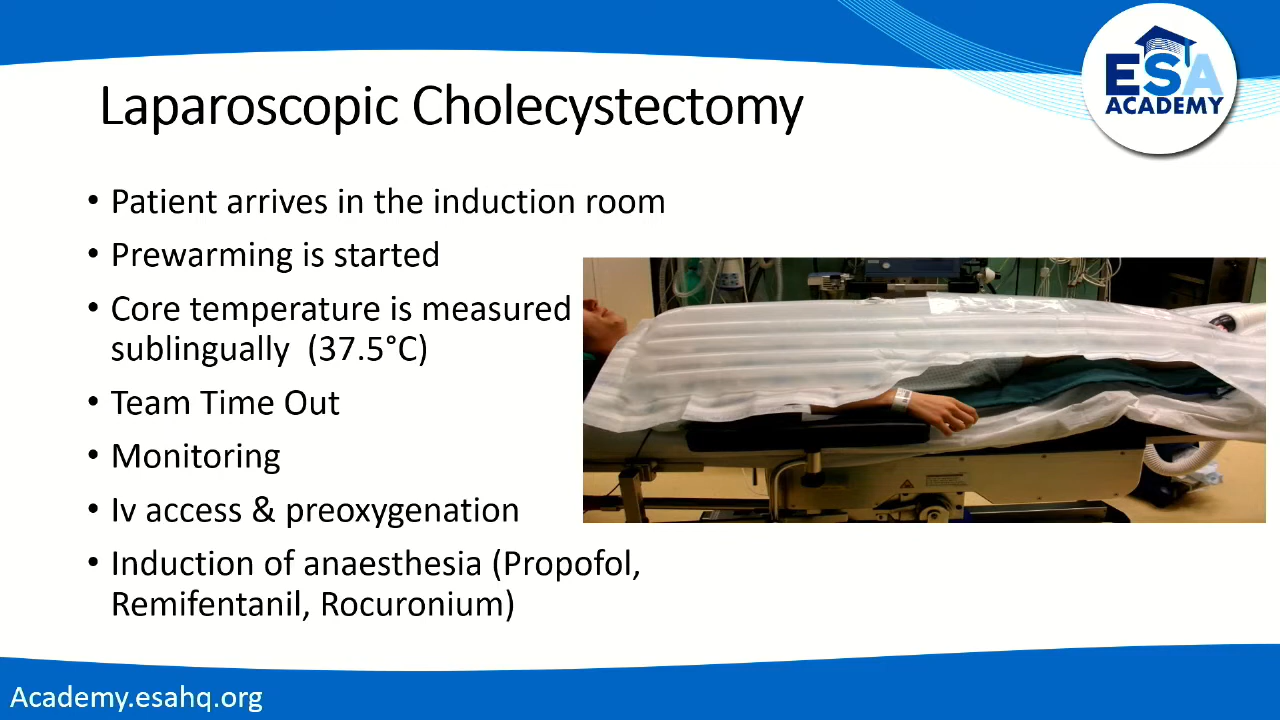 ESA
ACADEMY
Laparoscopic Cholecystectomy
• Patient arrives in the induction room
• Prewarming is started
• Core temperature is measured
sublingually (37.5°C)
• Team Time Out
• Monitoring
• Iv access & preoxygenation
• Induction of anaesthesia (Propofol,
Remifentanil, Rocuronium)
Academy.esahq.org